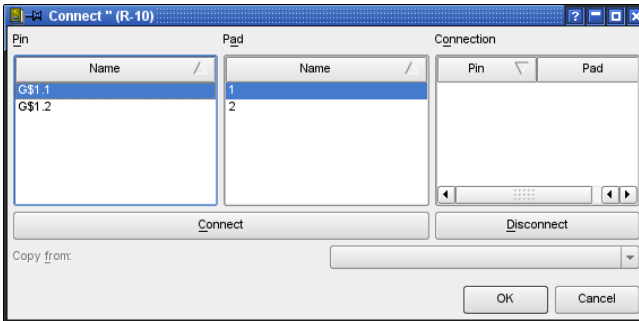 Connect " (R-10)
Pin Pad Connection
Name Name Pin Pad
G$1.1 1
G$1.2 2
Connect Disconnect
Copy from:
OK Cancel